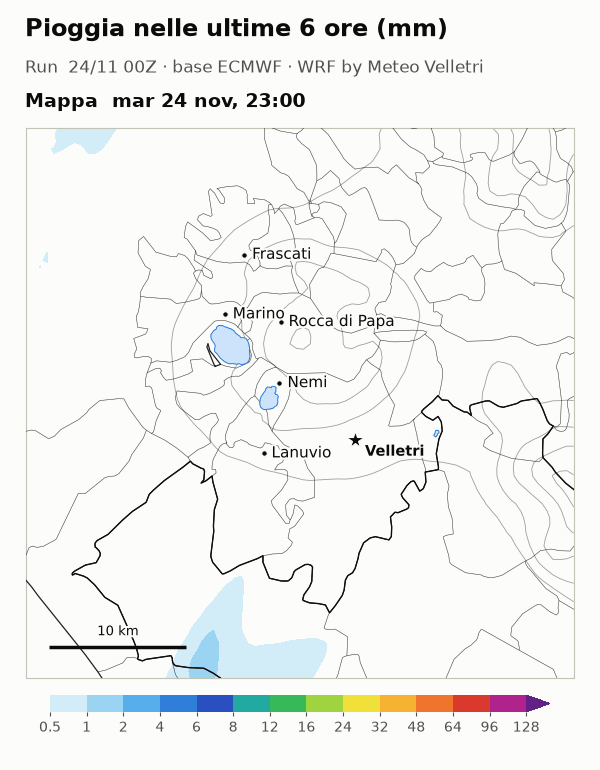 Pioggia nelle ultime 6 ore (mm)
Run  24/11 00Z · base ECMWF · WRF by Meteo Velletri
Mappa  mar 24 nov, 23:00
Frascati
Marino
Rocca di Papa
Nemi
Velletri
Lanuvio
10 km
0.5 1 2 4 6 8 12 16 24 32 48 64 96 128